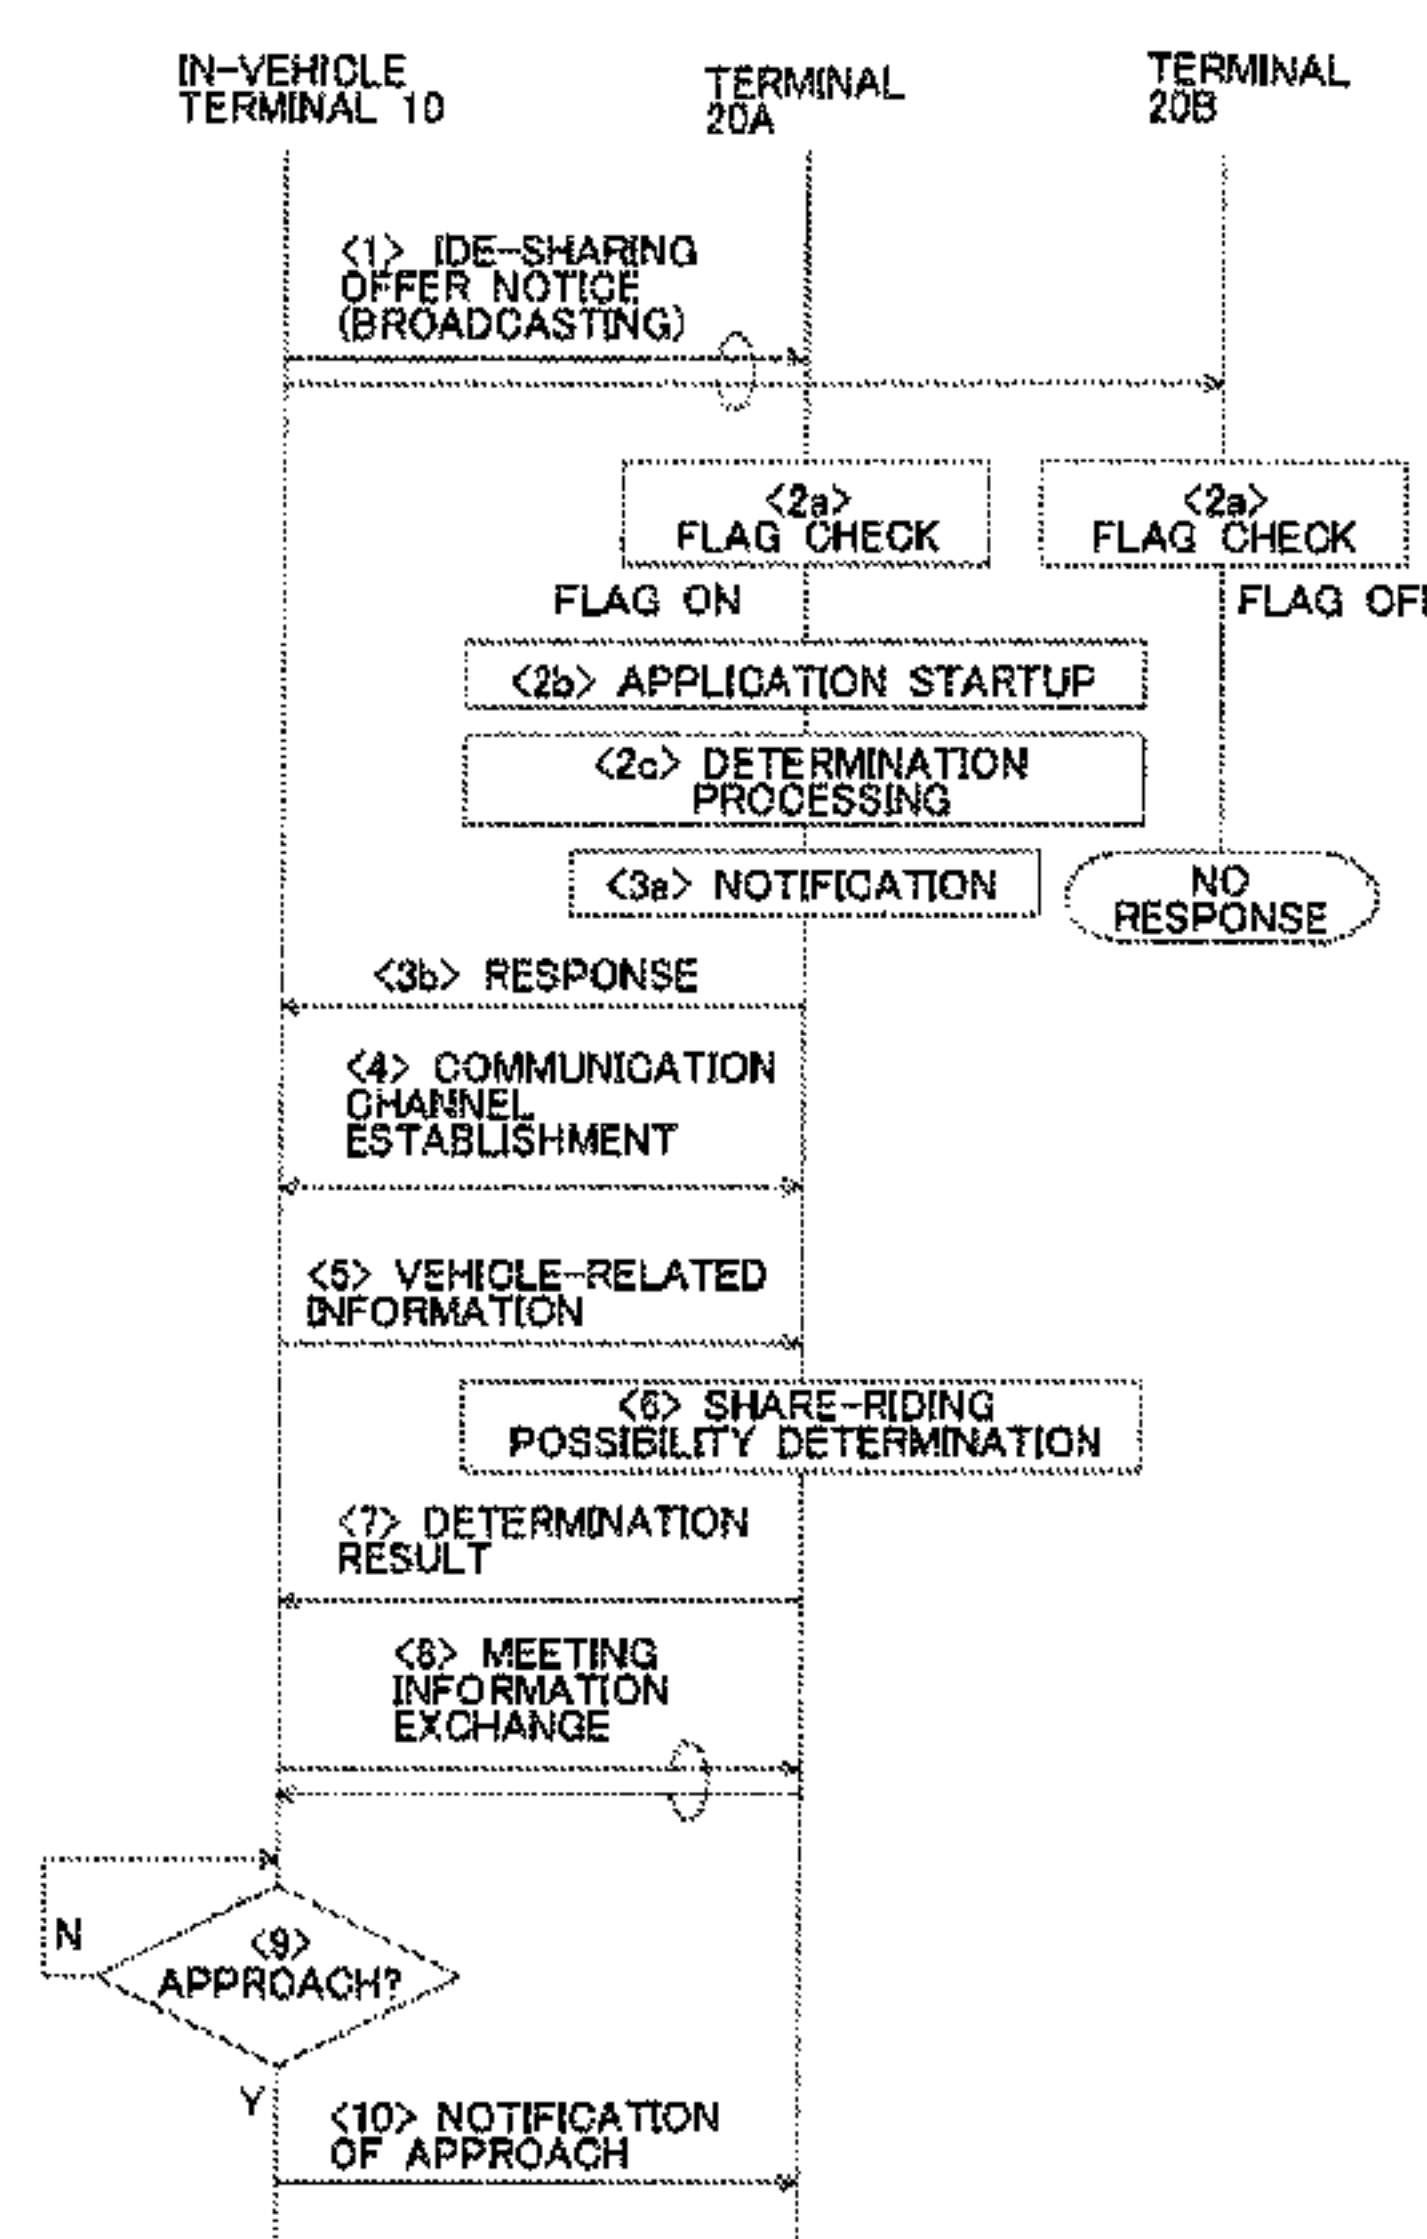 IN-VEHICLE
TERMINAL 10
TERMINAL
20A
TERMINAL
20B
<1> IDE-SHARING
OFFER NOTICE
(BROADCASTING)
<2a>
FLAG CHECK
<2a>
FLAG CHECK
FLAG ON
FLAG OF
<2b> APPLICATION STARTUP
<2c> DETERMINATION
PROCESSING
<3a> NOTIFICATION
NO
RESPONSE
<3b> RESPONSE
<4> COMMUNICATION
CHANNEL
ESTABLISHMENT
<5> VEHICLE-RELATED
INFORMATION
<6> SHARE-RIDING
POSSIBILITY DETERMINATION
<7> DETERMINATION
RESULT
<8> MEETING
INFORMATION
EXCHANGE
N
<9>
APPROACH?
Y
<10> NOTIFICATION
OF APPROACH